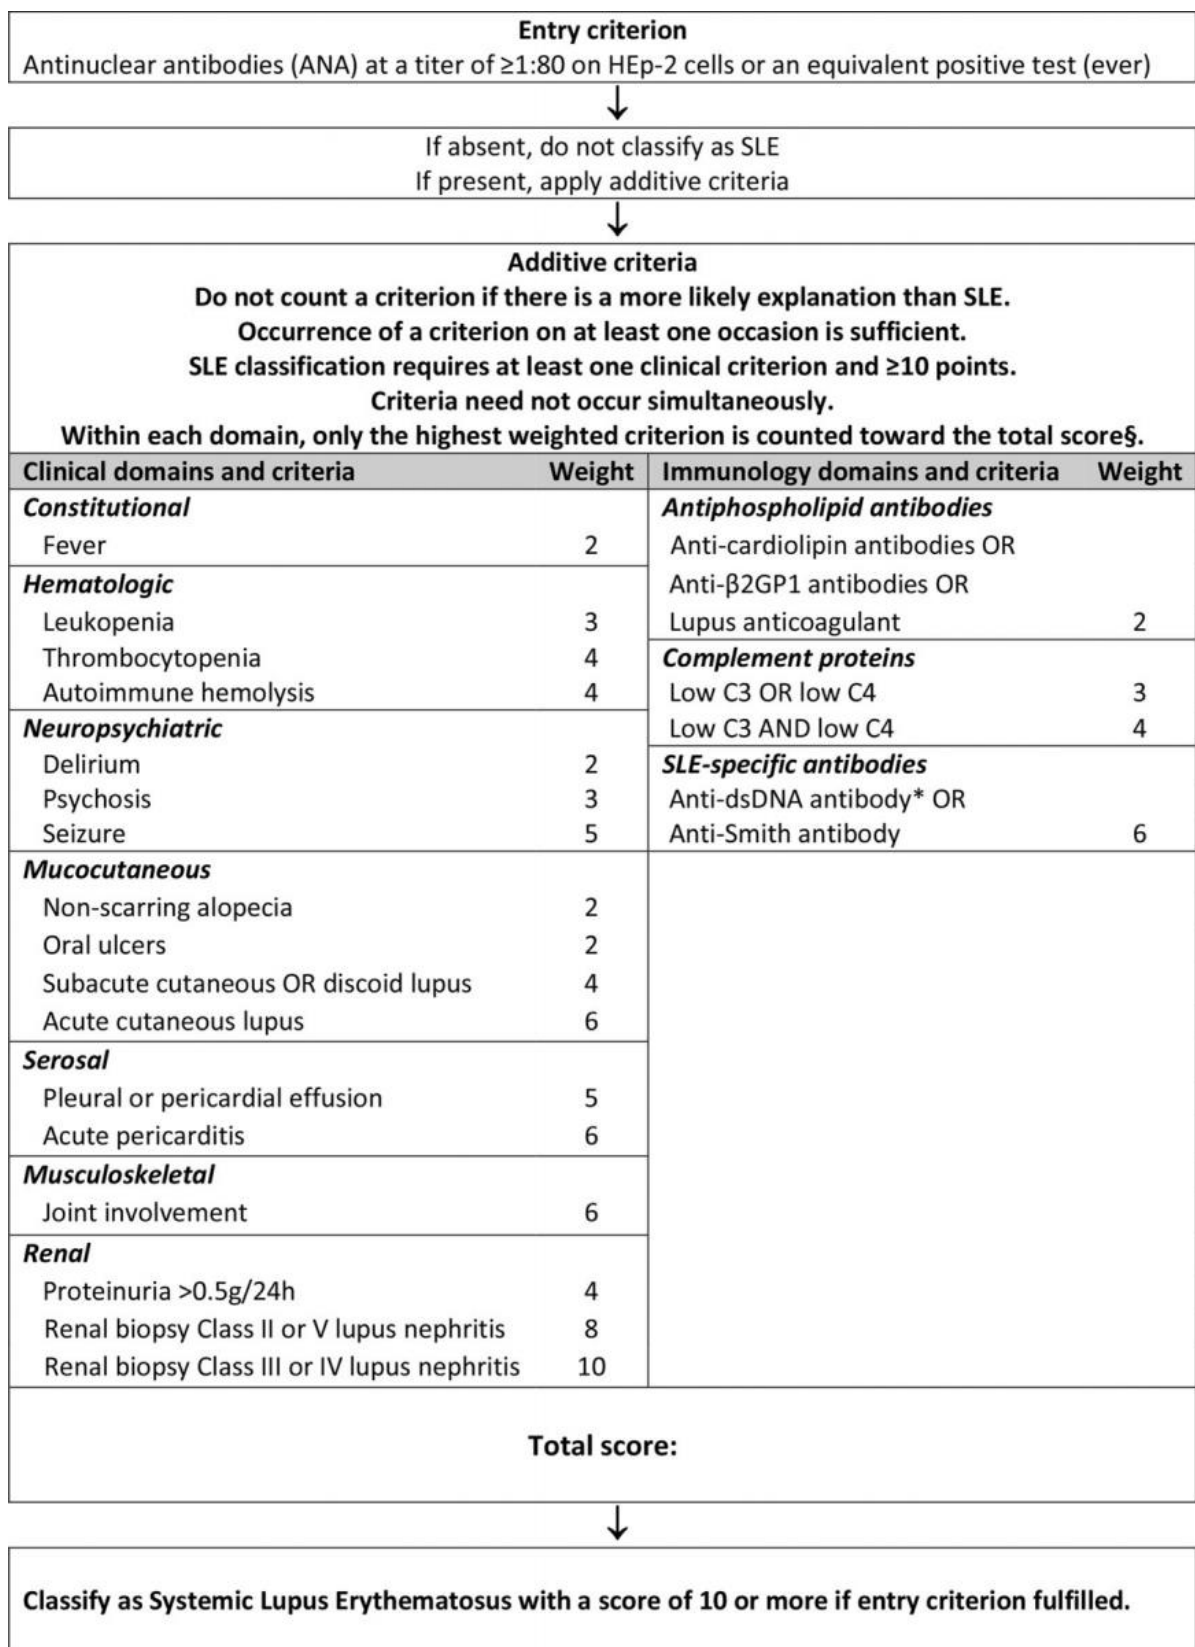 Entry criterion
Antinuclear antibodies (ANA) at a titer of ≥1:80 on HEp-2 cells or an equivalent positive test (ever)
If absent, do not classify as SLE
If present, apply additive criteria
Additive criteria
Do not count a criterion if there is a more likely explanation than SLE.
Occurrence of a criterion on at least one occasion is sufficient.
SLE classification requires at least one clinical criterion and ≥10 points.
Criteria need not occur simultaneously.
Within each domain, only the highest weighted criterion is counted toward the total score§.
Clinical domains and criteria Weight
Constitutional
Fever 2
Hematologic
Leukopenia 3
Thrombocytopenia 4
Autoimmune hemolysis 4
Neuropsychiatric
Delirium 2
Psychosis 3
Seizure 5
Mucocutaneous
Non-scarring alopecia 2
Oral ulcers 2
Subacute cutaneous OR discoid lupus 4
Acute cutaneous lupus 6
Serosal
Pleural or pericardial effusion 5
Acute pericarditis 6
Musculoskeletal
Joint involvement 6
Renal
Proteinuria >0.5g/24h 4
Renal biopsy Class II or V lupus nephritis 8
Renal biopsy Class III or IV lupus nephritis 10
Immunology domains and criteria Weight
Antiphospholipid antibodies
Anti-cardiolipin antibodies OR
Anti-β2GP1 antibodies OR
Lupus anticoagulant 2
Complement proteins
Low C3 OR low C4 3
Low C3 AND low C4 4
SLE-specific antibodies
Anti-dsDNA antibody* OR
Anti-Smith antibody 6
Total score:
Classify as Systemic Lupus Erythematosus with a score of 10 or more if entry criterion fulfilled.